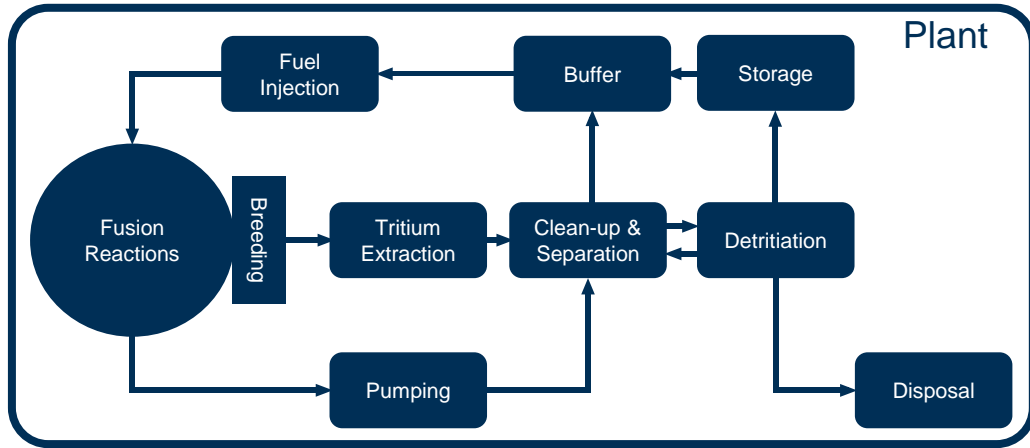 Plant
Fuel
Injection
Buffer
Storage
Fusion
Reactions
Breeding
Tritium
Extraction
Clean-up &
Separation
Detritiation
Pumping
Disposal